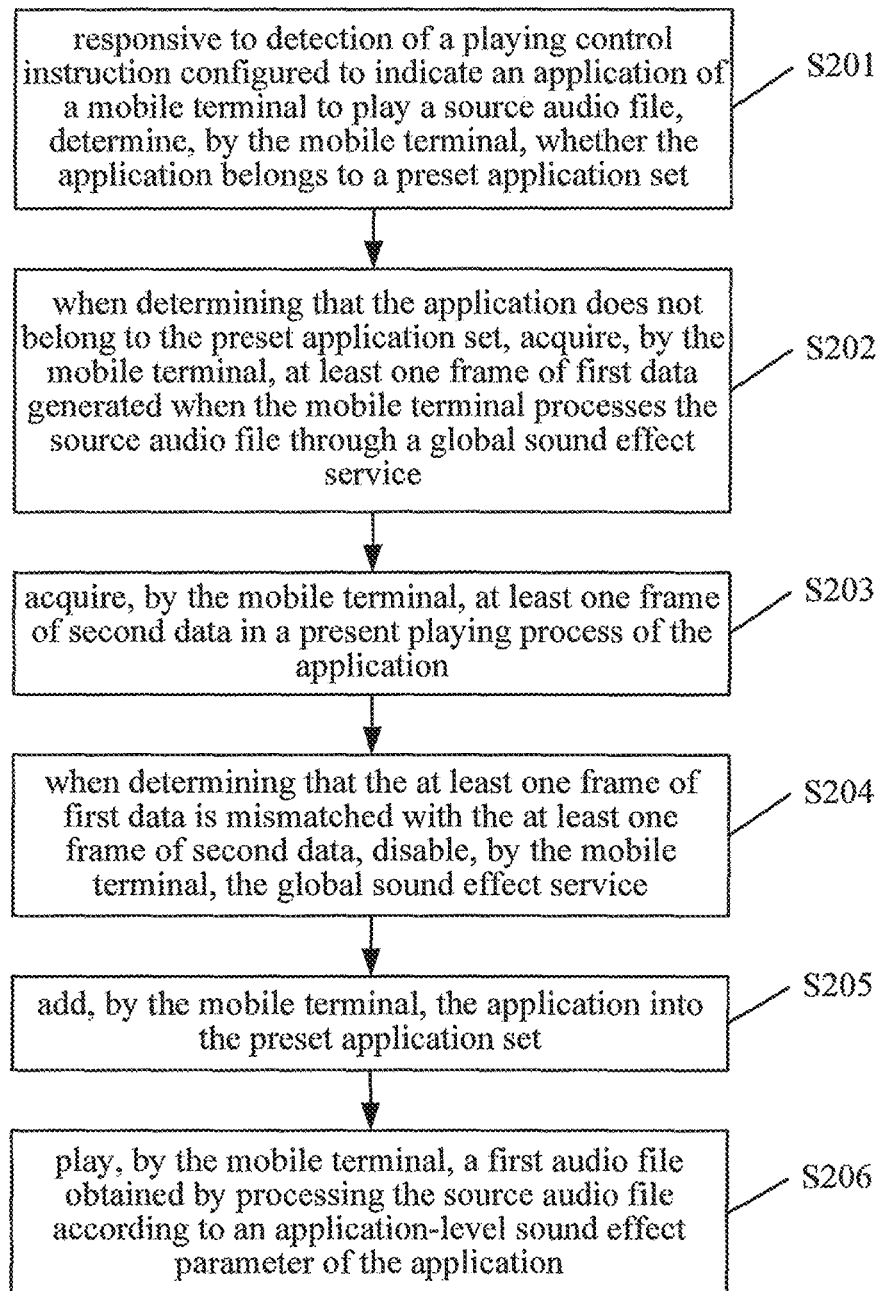 responsive to detection of a playing control
instruction configured to indicate an application of
a mobile terminal to play a source audio file,
determine, by the mobile terminal, whether the
application belongs to a preset application set
S201
when determining that the application does not
belong to the preset application set, acquire, by the
mobile terminal, at least one frame of first data
generated when the mobile terminal processes the
source audio file through a global sound effect
service
S202
acquire, by the mobile terminal, at least one frame
of second data in a present playing process of the
application
S203
when determining that the at least one frame of
first data is mismatched with the at least one
frame of second data, disable, by the mobile
terminal, the global sound effect service
S204
add, by the mobile terminal, the application into
the preset application set
S205
play, by the mobile terminal, a first audio file
obtained by processing the source audio file
according to an application-level sound effect
parameter of the application
S206